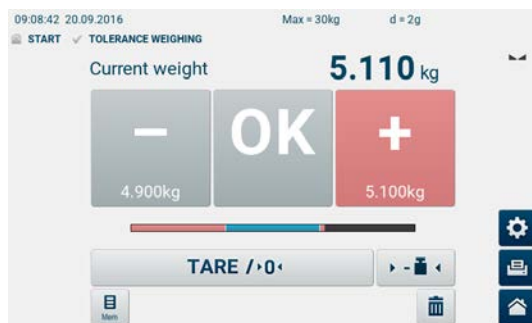 09:08:42 20.09.2016 Max = 30kg d = 2g
START TOLERANCE WEIGHING
Current weight 5.110 kg
− OK +
4.900kg 5.100kg
TARE / 0
Mem